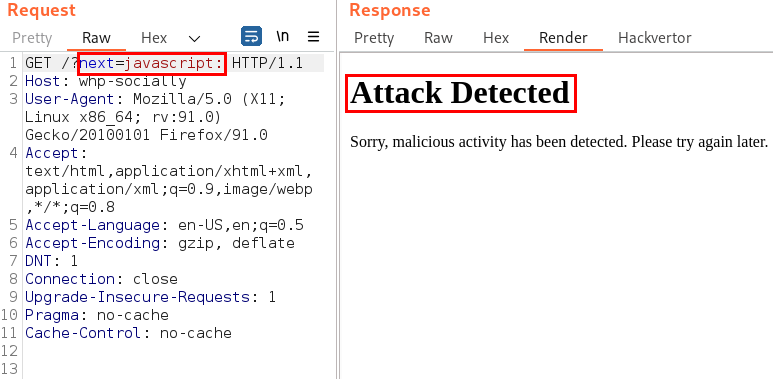 Request
Pretty Raw Hex \n
1 GET /?next=javascript: HTTP/1.1
2 Host: whp-socially
3 User-Agent: Mozilla/5.0 (X11;
Linux x86_64; rv:91.0)
Gecko/20100101 Firefox/91.0
4 Accept:
text/html,application/xhtml+xml,
application/xml;q=0.9,image/webp
,*/*;q=0.8
5 Accept-Language: en-US,en;q=0.5
6 Accept-Encoding: gzip, deflate
7 DNT: 1
8 Connection: close
9 Upgrade-Insecure-Requests: 1
10 Pragma: no-cache
11 Cache-Control: no-cache
12
13
Response
Pretty Raw Hex Render Hackvertor
Attack Detected
Sorry, malicious activity has been detected. Please try again later.